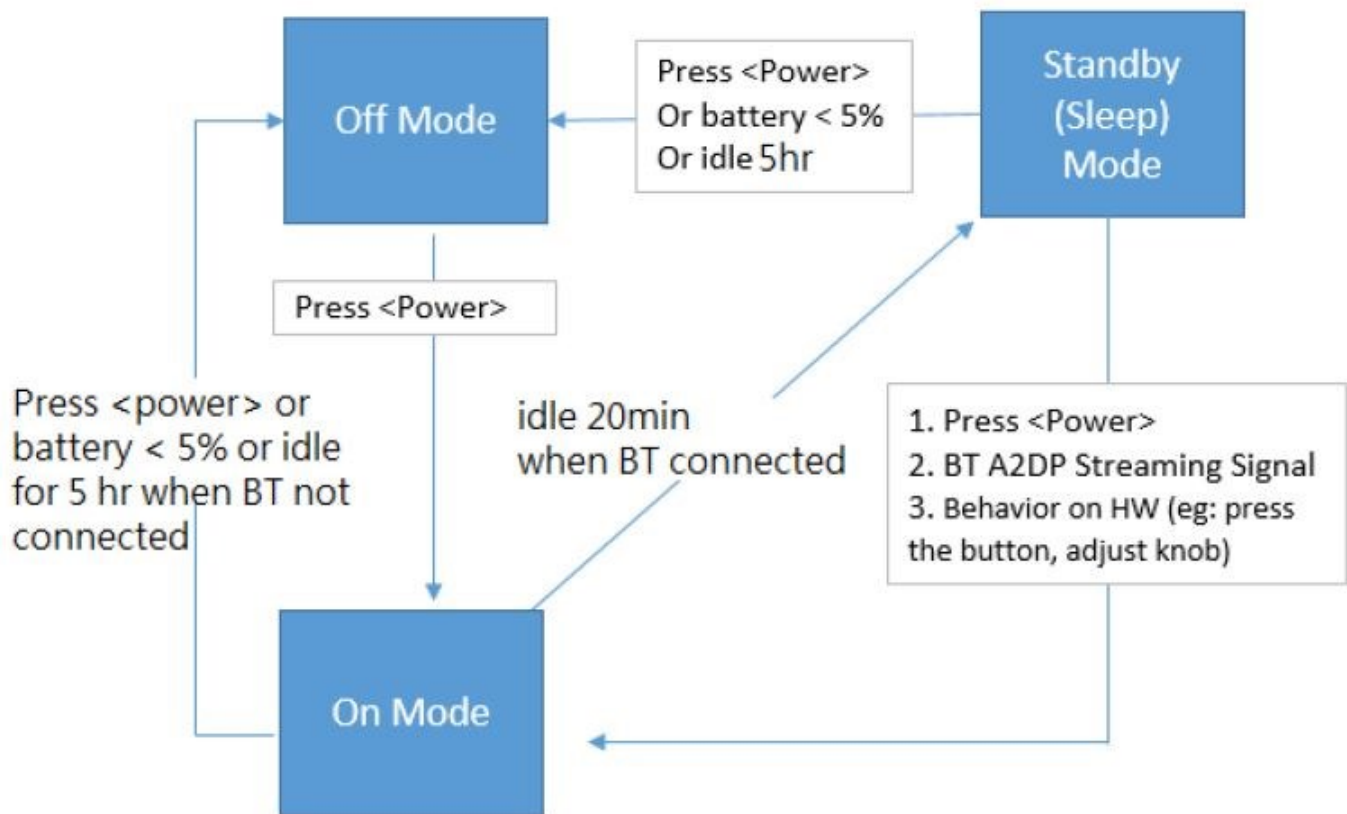 Off Mode
Press <Power>
Or battery < 5%
Or idle 5hr
Standby
(Sleep)
Mode
Press <Power>
Press <power> or
battery < 5% or idle
for 5 hr when BT not
connected
idle 20min
when BT connected
1. Press <Power>
2. BT A2DP Streaming Signal
3. Behavior on HW (eg: press
the button, adjust knob)
On Mode